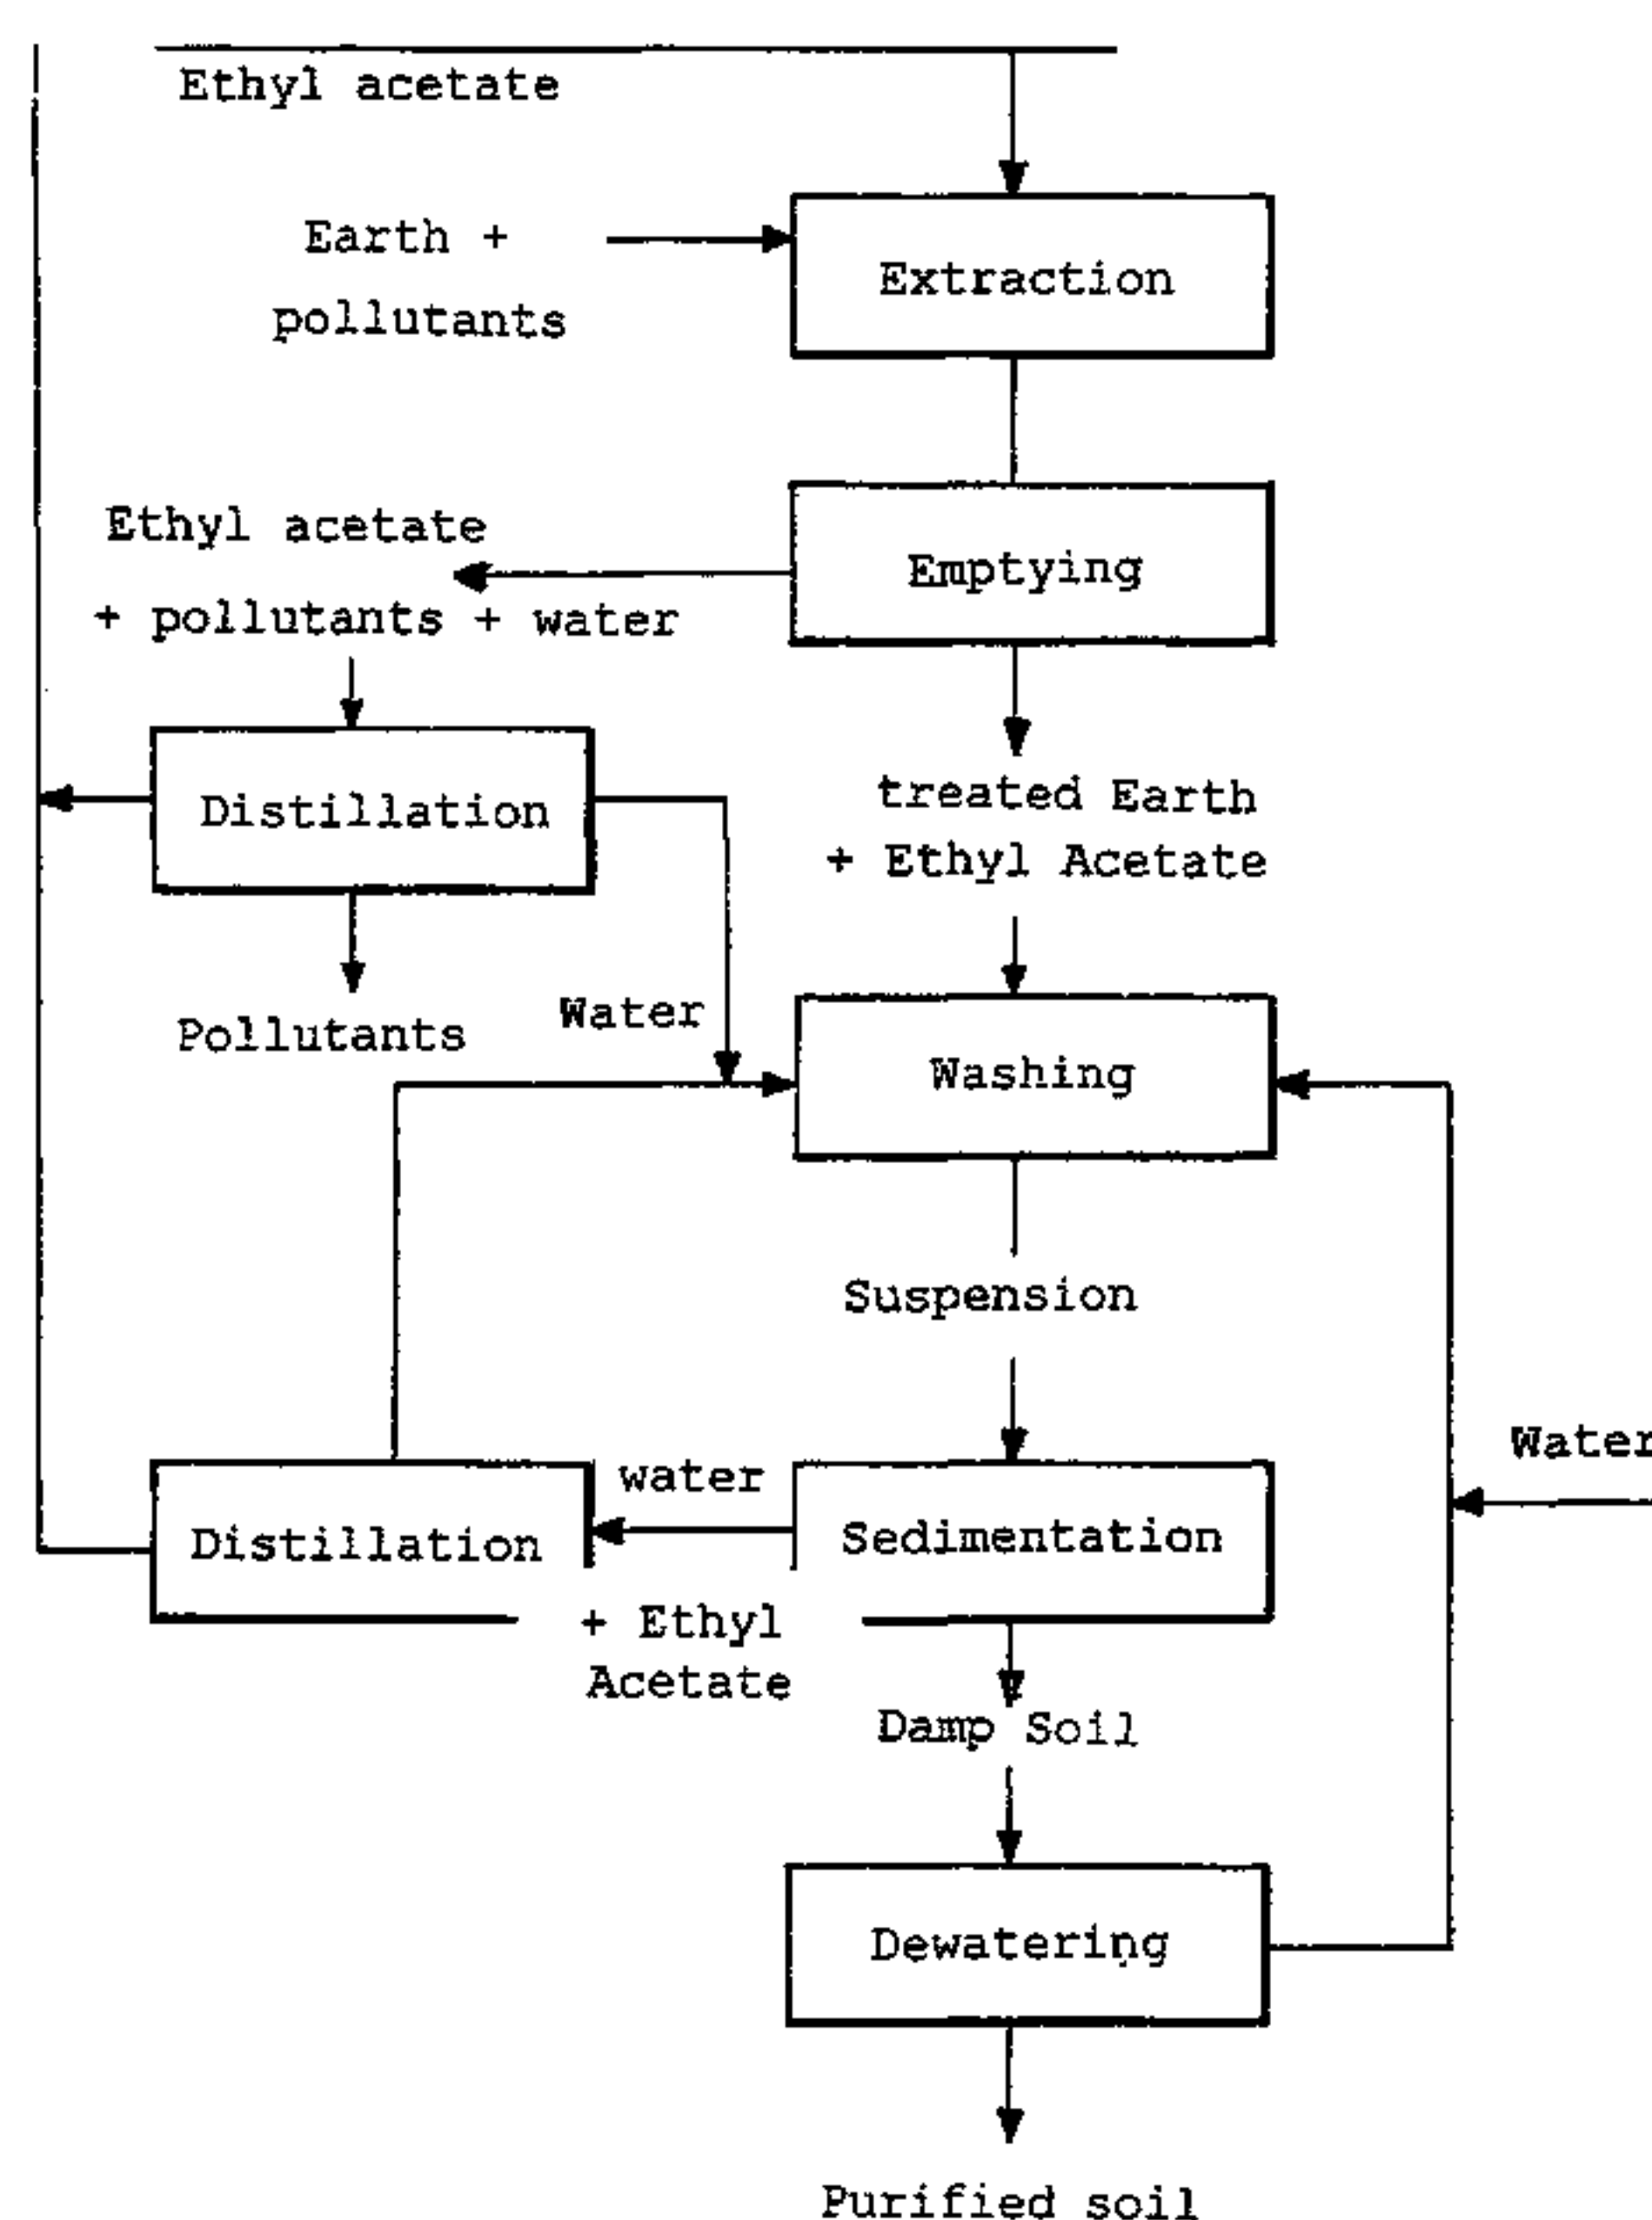 Ethyl acetate
Earth +
pollutants
Extraction
Ethyl acetate
+ pollutants + water
Emptying
Distillation
treated Earth
+ Ethyl Acetate
Pollutants
Water
Washing
Suspension
Water
Distillation
water
+ Ethyl
Acetate
Sedimentation
Damp Soil
Dewatering
Purified soil